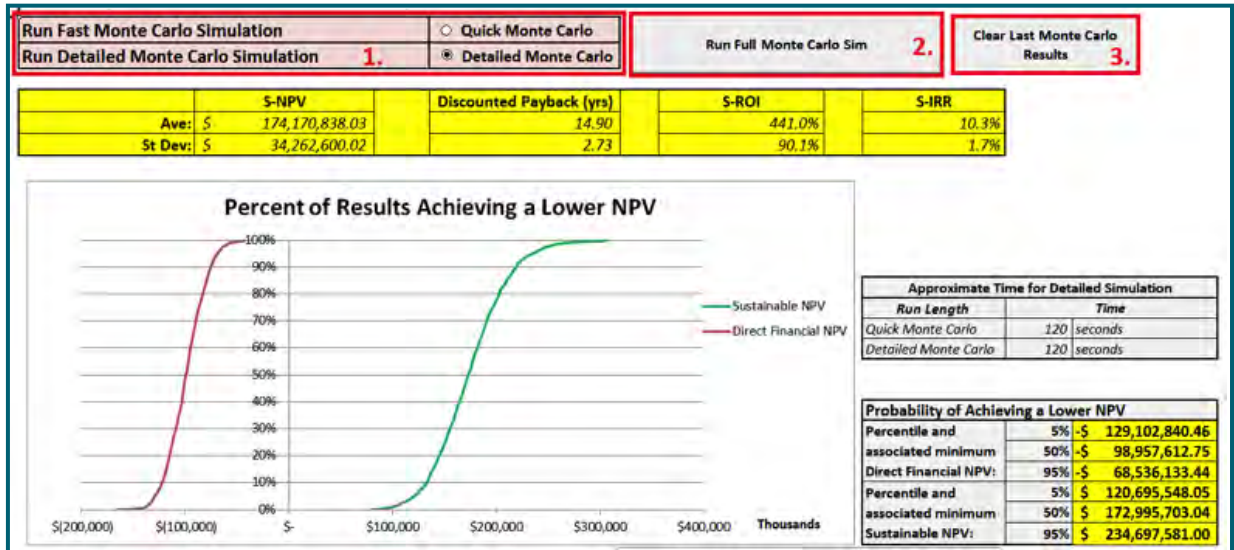 Run Fast Monte Carlo Simulation
Run Detailed Monte Carlo Simulation 1.
Quick Monte Carlo
Detailed Monte Carlo
Run Full Monte Carlo Sim 2.
Clear Last Monte Carlo
Results 3.
S-NPV Discounted Payback (yrs) S-ROI S-IRR
Ave: $ 174,170,838.03 14.90 441.0% 10.3%
St Dev: $ 34,262,600.02 2.73 90.1% 1.7%
Percent of Results Achieving a Lower NPV
100%
90%
80%
70%
60%
50%
40%
30%
20%
10%
0%
$(200,000) $(100,000) $- $100,000 $200,000 $300,000 $400,000 Thousands
Sustainable NPV
Direct Financial NPV
Approximate Time for Detailed Simulation
Run Length Time
Quick Monte Carlo 120 seconds
Detailed Monte Carlo 120 seconds
Probability of Achieving a Lower NPV
Percentile and 5% -$ 129,102,840.46
associated minimum 50% -$ 98,957,612.75
Direct Financial NPV: 95% -$ 68,536,133.44
Percentile and 5% $ 120,695,548.05
associated minimum 50% $ 172,995,703.04
Sustainable NPV: 95% $ 234,697,581.00